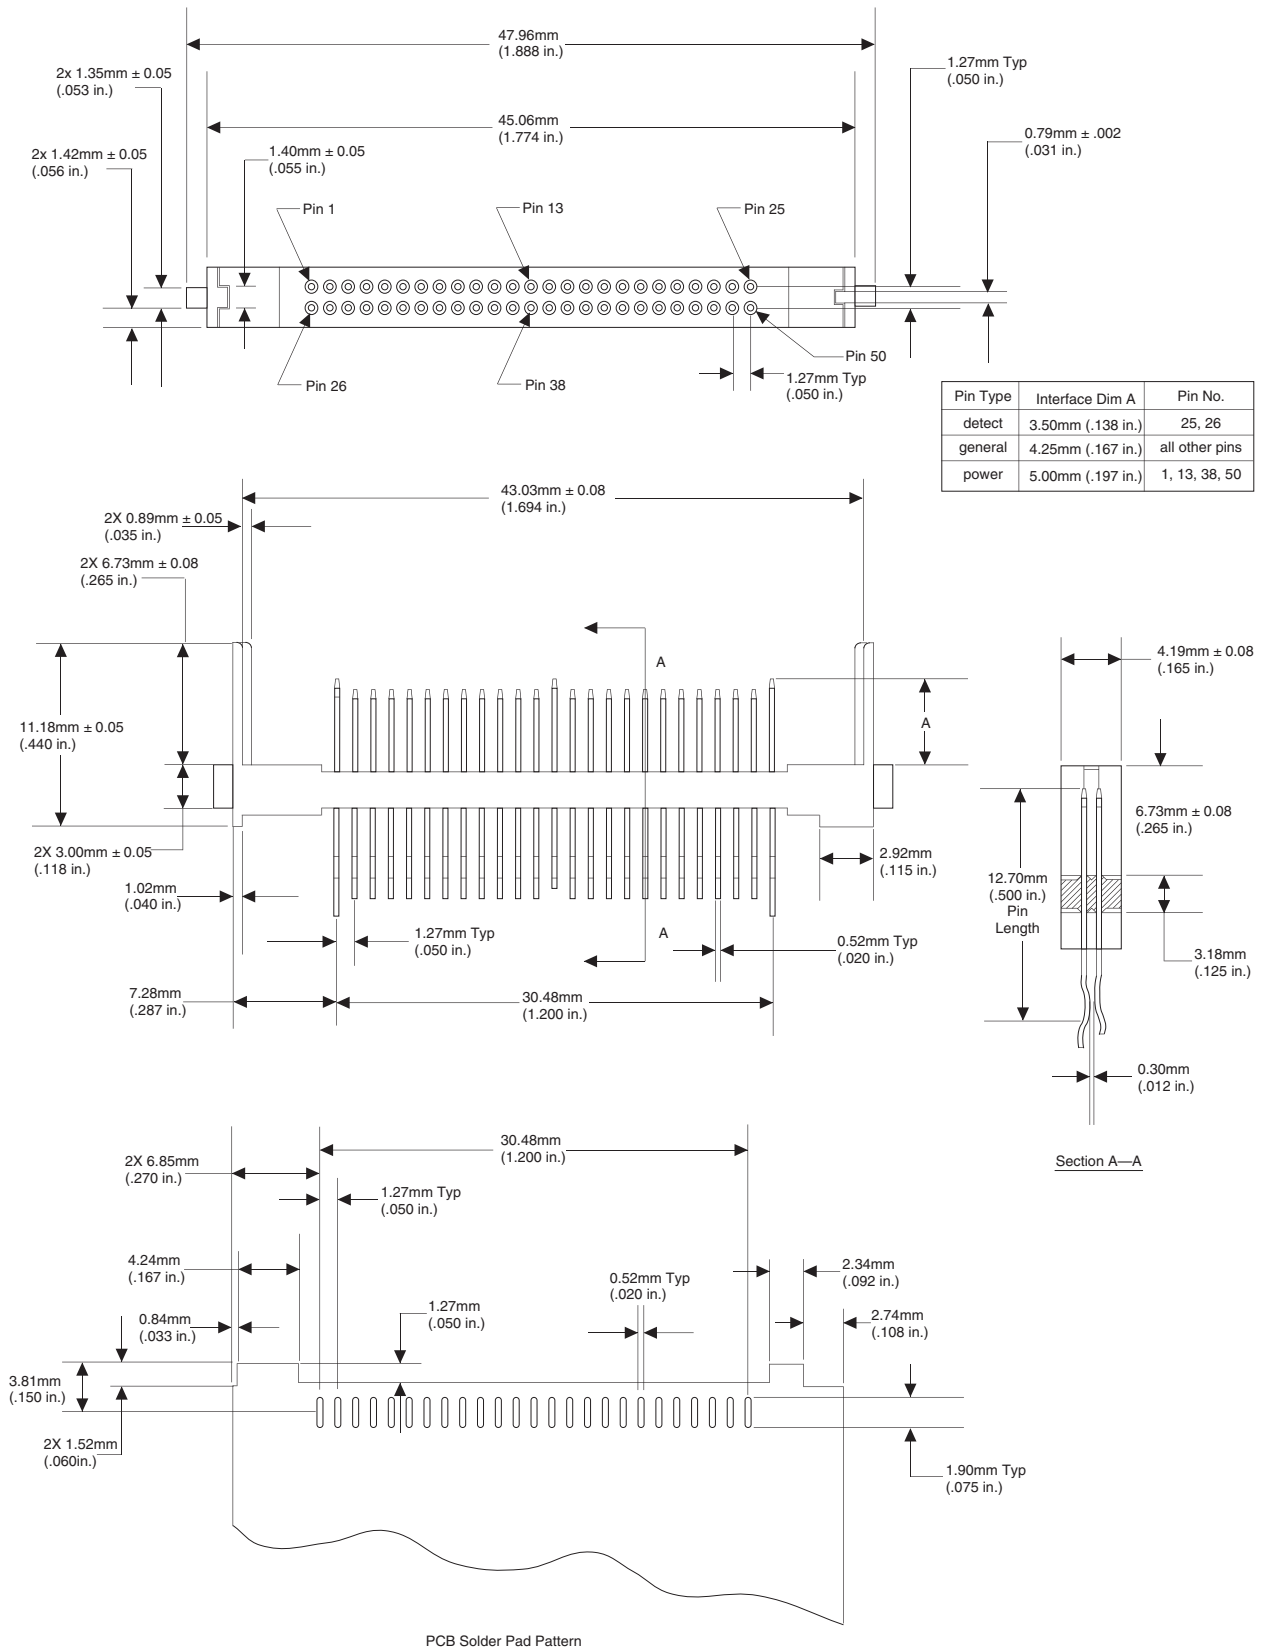 47.96mm
(1.888 in.)
2x 1.35mm ± 0.05
(.053 in.)
1.27mm Typ
(.050 in.)
45.06mm
(1.774 in.)
0.79mm ± .002
(.031 in.)
2x 1.42mm ± 0.05
(.056 in.)
1.40mm ± 0.05
(.055 in.)
Pin 1
Pin 13
Pin 25
Pin 50
Pin 26
Pin 38
1.27mm Typ
(.050 in.)
Pin Type Interface Dim A Pin No.
detect 3.50mm (.138 in.) 25, 26
general 4.25mm (.167 in.) all other pins
power 5.00mm (.197 in.) 1, 13, 38, 50
43.03mm ± 0.08
(1.694 in.)
2X 0.89mm ± 0.05
(.035 in.)
2X 6.73mm ± 0.08
(.265 in.)
A
4.19mm ± 0.08
(.165 in.)
11.18mm ± 0.05
(.440 in.)
A
6.73mm ± 0.08
(.265 in.)
2X 3.00mm ± 0.05
(.118 in.)
2.92mm
(.115 in.)
1.02mm
(.040 in.)
12.70mm
(.500 in.)
Pin
Length
1.27mm Typ
(.050 in.)
A
0.52mm Typ
(.020 in.)
3.18mm
(.125 in.)
7.28mm
(.287 in.)
30.48mm
(1.200 in.)
0.30mm
(.012 in.)
Section A—A
30.48mm
(1.200 in.)
2X 6.85mm
(.270 in.)
1.27mm Typ
(.050 in.)
4.24mm
(.167 in.)
2.34mm
(.092 in.)
0.52mm Typ
(.020 in.)
1.27mm
(.050 in.)
0.84mm
(.033 in.)
2.74mm
(.108 in.)
3.81mm
(.150 in.)
2X 1.52mm
(.060in.)
1.90mm Typ
(.075 in.)
PCB Solder Pad Pattern